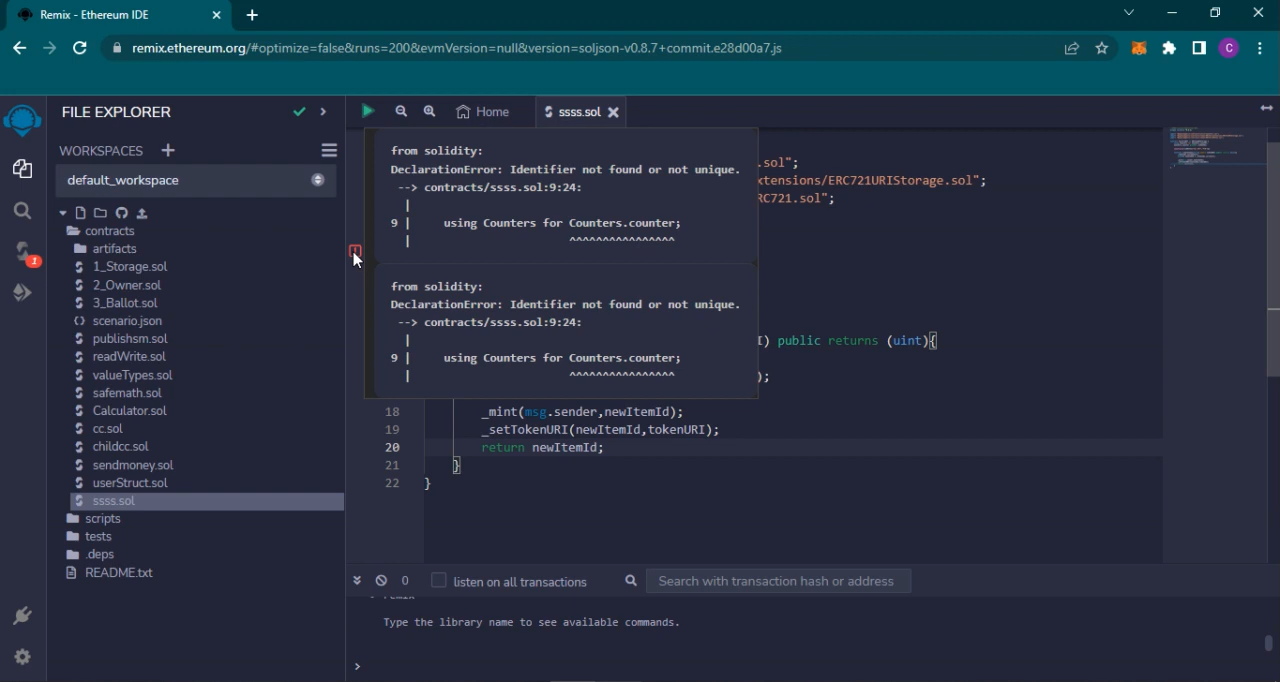 Remix - Ethereum IDE
remix.ethereum.org/#optimize=false&runs=200&evmVersion=null&version=soljson-v0.8.7+commit.e28d00a7.js
C
FILE EXPLORER
Home
ssss.sol
WORKSPACES
default_workspace
contracts
artifacts
1_Storage.sol
2_Owner.sol
3_Ballot.sol
scenario.json
publishsm.sol
readWrite.sol
valueTypes.sol
safemath.sol
Calculator.sol
cc.sol
childcc.sol
sendmoney.sol
userStruct.sol
ssss.sol
scripts
tests
.deps
README.txt
1
from solidity:
DeclarationError: Identifier not found or not unique.
--> contracts/ssss.sol:9:24:
|
9 | using Counters for Counters.counter;
| ^^^^^^^^^^^^^^^^
from solidity:
DeclarationError: Identifier not found or not unique.
--> contracts/ssss.sol:9:24:
|
9 | using Counters for Counters.counter;
| ^^^^^^^^^^^^^^^^
.sol";
xtensions/ERC721URIStorage.sol";
RC721.sol";
I) public returns (uint){
);
18 _mint(msg.sender,newItemId);
19 _setTokenURI(newItemId,tokenURI);
20 return newItemId;
21 }
22 }
0 listen on all transactions
Search with transaction hash or address
Type the library name to see available commands.
>